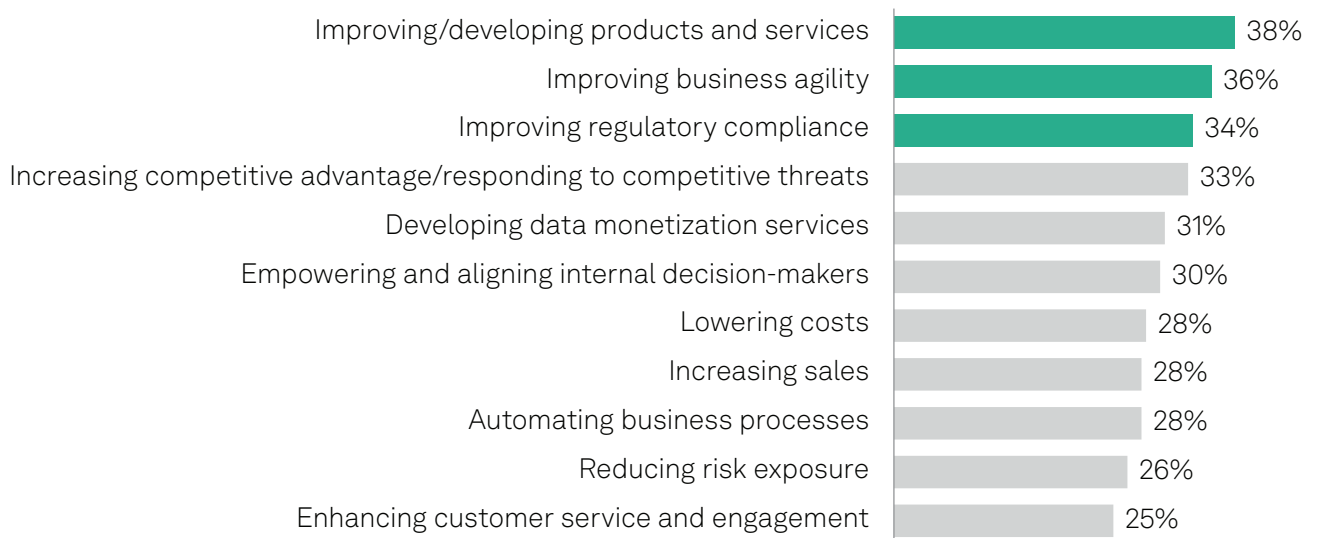 Improving/developing products and services 38%
Improving business agility 36%
Improving regulatory compliance 34%
Increasing competitive advantage/responding to competitive threats 33%
Developing data monetization services 31%
Empowering and aligning internal decision-makers 30%
Lowering costs 28%
Increasing sales 28%
Automating business processes 28%
Reducing risk exposure 26%
Enhancing customer service and engagement 25%